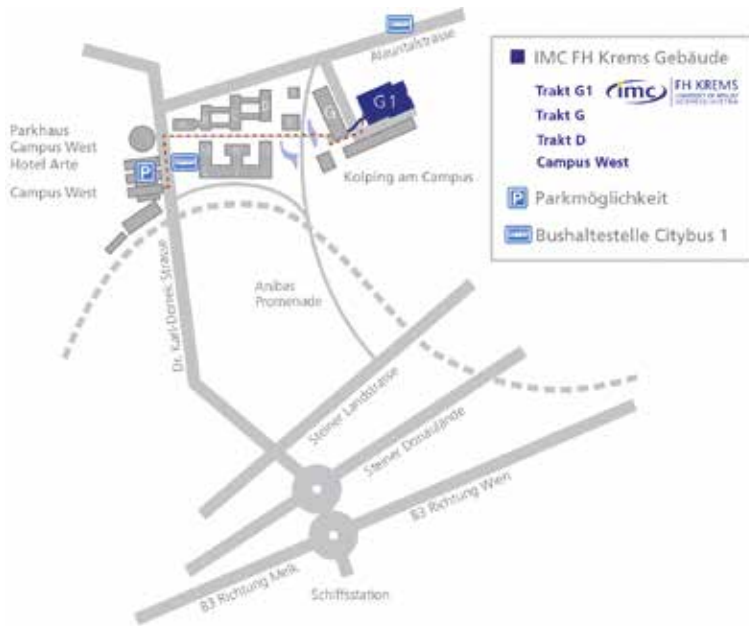 Alauntalstrasse
IMC FH Krems Gebäude
Trakt G1
imc FH KREMS
Trakt G
Trakt D
Campus West
P Parkmöglichkeit
Bushaltestelle Citybus 1
G1
G
D
Parkhaus
Campus West
Hotel Arte
P
Campus West
Kolping am Campus
Dr. Karl-Dorrek Strasse
Anibas
Promenade
Steiner Landstrasse
Steiner Donaulände
B3 Richtung Wien
B3 Richtung Melk
Schiffsstation